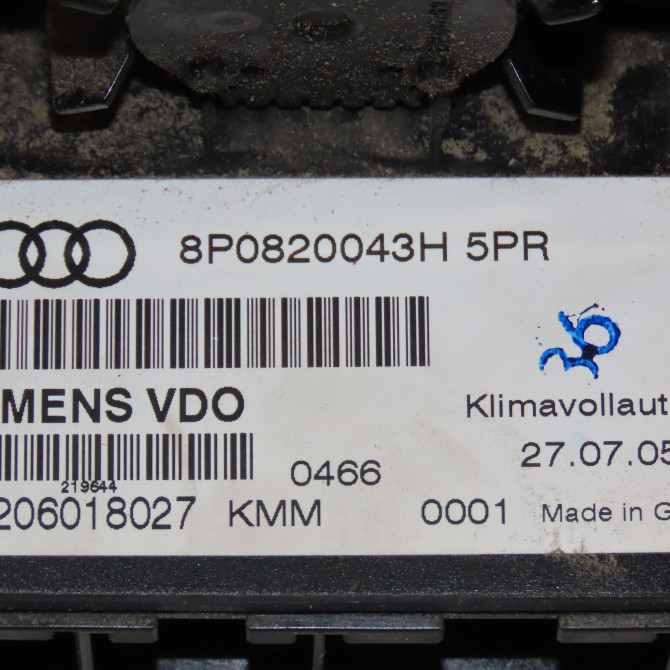 8P0820043H 5PR
36
MENS VDO
Klimavollaut
27.07.05
0466
219644
206018027 KMM 0001 Made in G